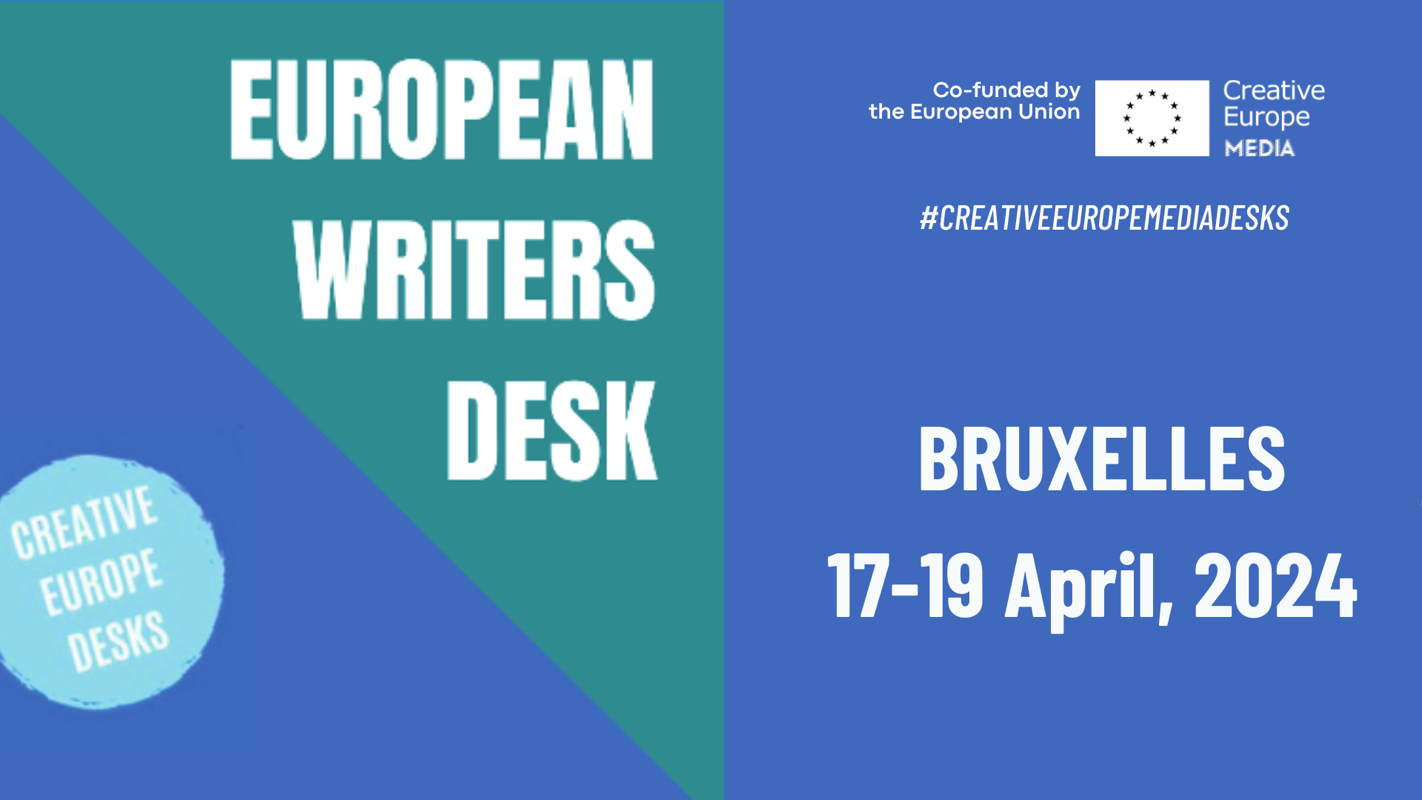 EUROPEAN
WRITERS
DESK
CREATIVE
EUROPE
DESKS
Co-funded by
the European Union
Creative
Europe
MEDIA
#CREATIVEEUROPEMEDIADESKS
BRUXELLES
17-19 April, 2024